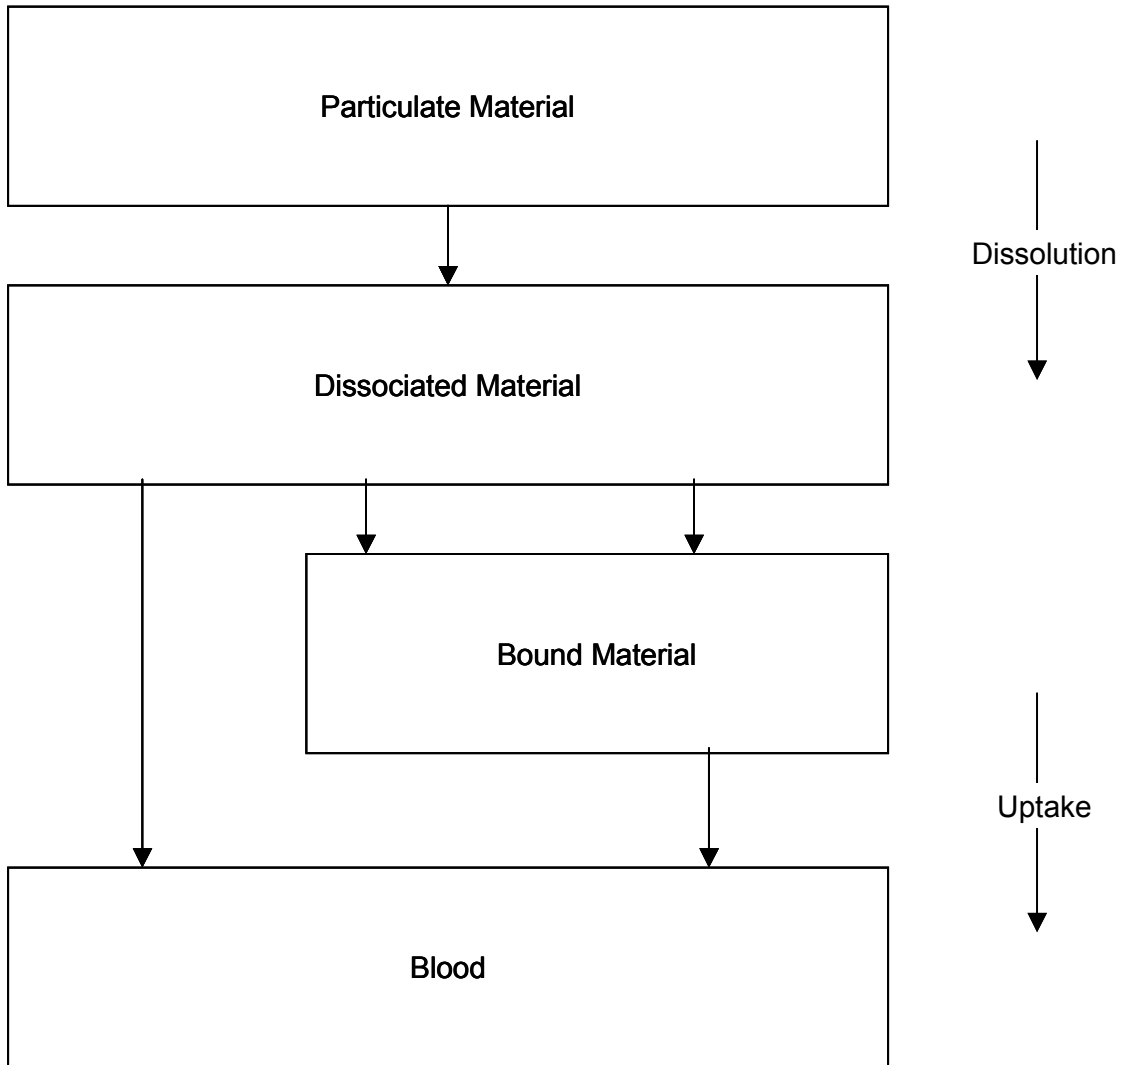 Particulate Material
Dissolution
Dissociated Material
Bound Material
Uptake
Blood